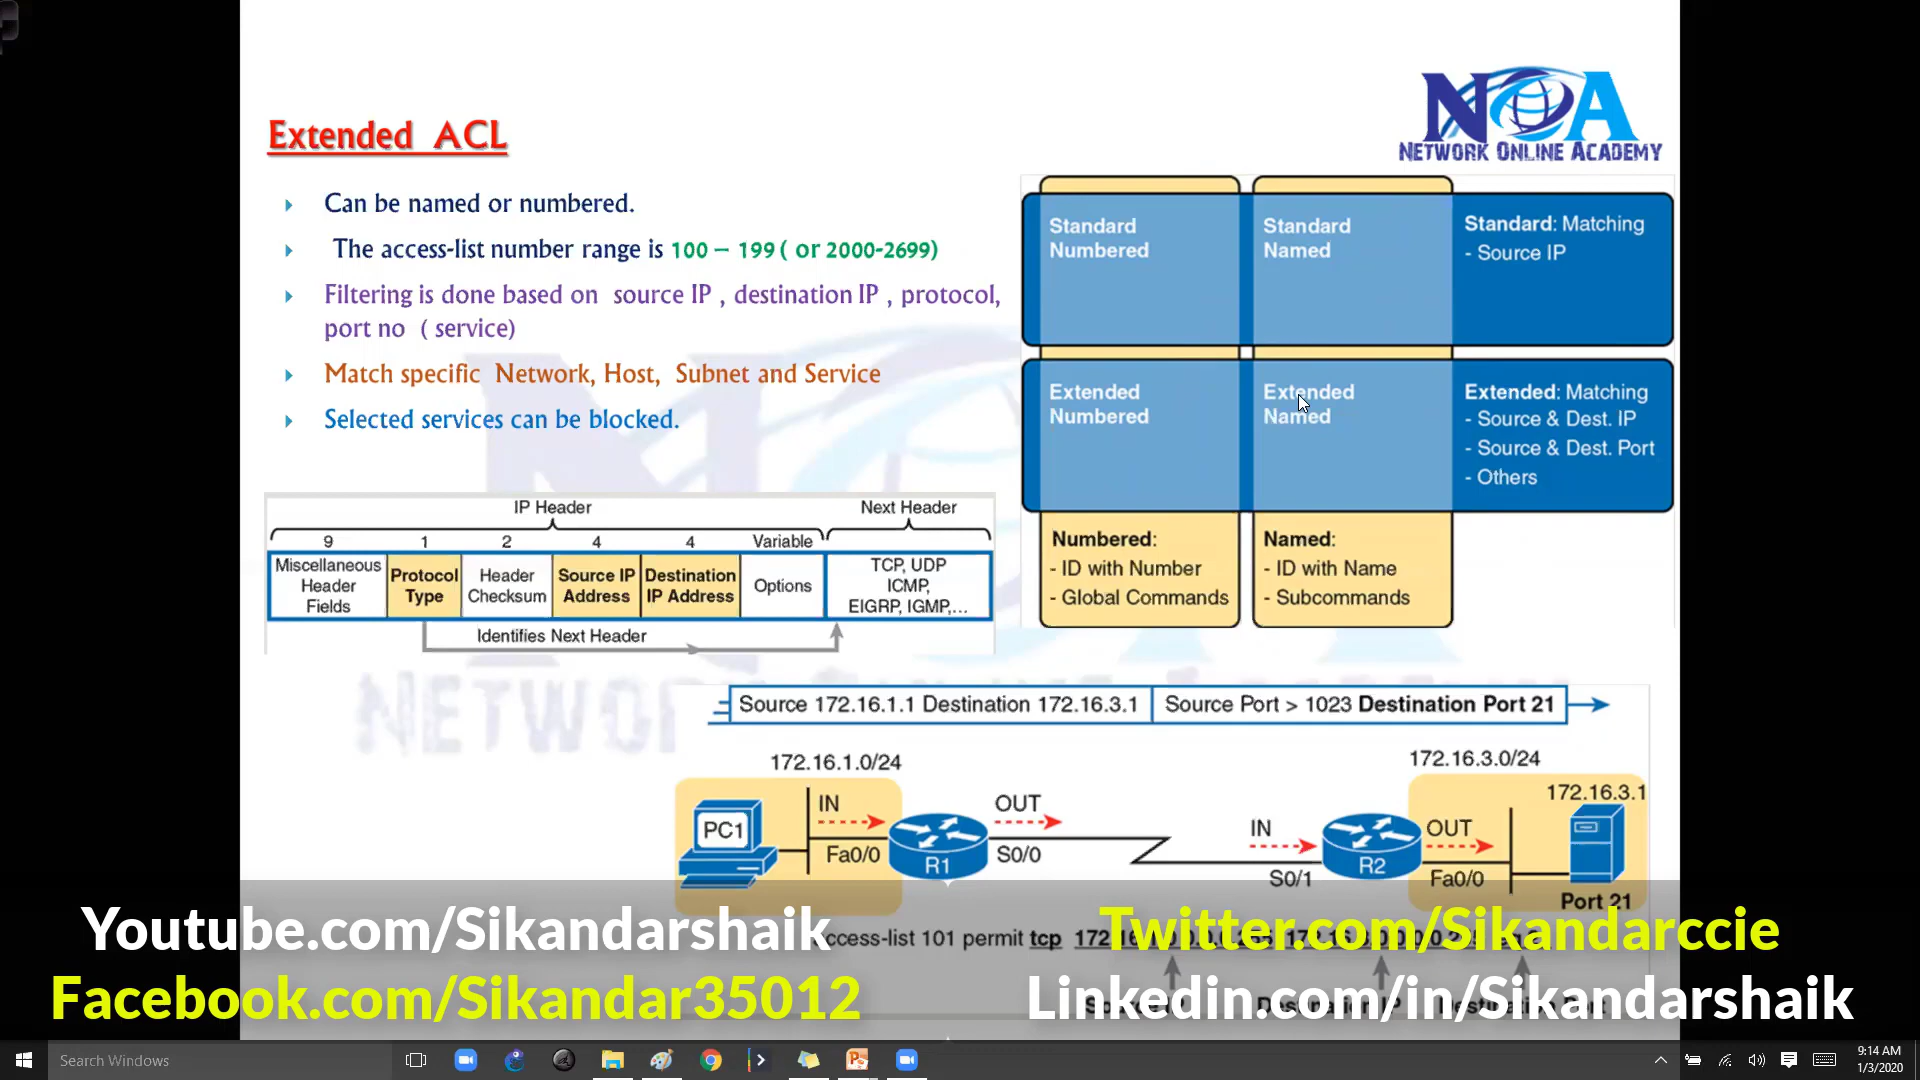 NOA
NETWORK ONLINE ACADEMY
Extended ACL
Can be named or numbered.
The access-list number range is 100 – 199 ( or 2000-2699)
Filtering is done based on source IP , destination IP , protocol,
port no ( service)
Match specific Network, Host, Subnet and Service
Selected services can be blocked.
Standard
Numbered
Standard
Named
Standard: Matching
- Source IP
Extended
Numbered
Extended
Named
Extended: Matching
- Source & Dest. IP
- Source & Dest. Port
- Others
Numbered:
- ID with Number
- Global Commands
Named:
- ID with Name
- Subcommands
IP Header
Next Header
9
1
2
4
4
Variable
Miscellaneous
Header
Fields
Protocol
Type
Header
Checksum
Source IP
Address
Destination
IP Address
Options
TCP, UDP
ICMP,
EIGRP, IGMP,...
Identifies Next Header
Source 172.16.1.1 Destination 172.16.3.1
Source Port > 1023 Destination Port 21
172.16.1.0/24
172.16.3.0/24
172.16.3.1
PC1
IN
Fa0/0
R1
OUT
S0/0
IN
S0/1
R2
OUT
Fa0/0
Port 21
access-list 101 permit tcp
Youtube.com/Sikandarshaik
Twitter.com/Sikandarccie
Facebook.com/Sikandar35012
Linkedin.com/in/Sikandarshaik
Search Windows
9:14 AM
1/3/2020